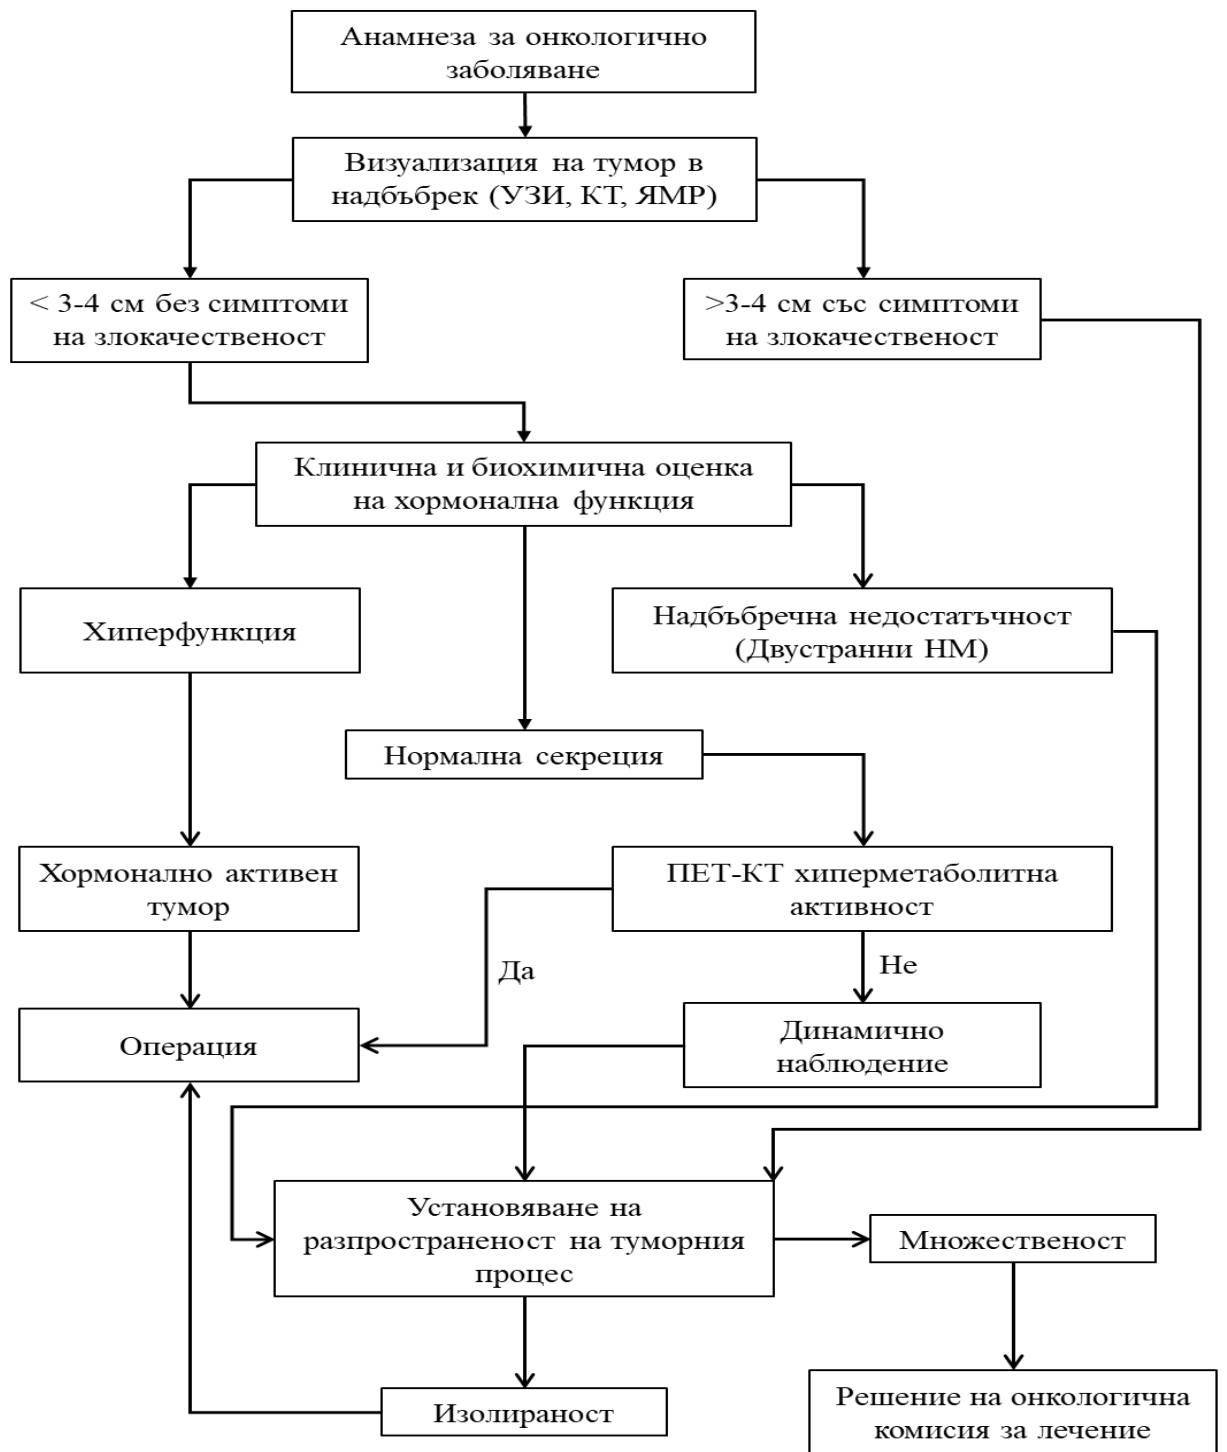 Анамнеза за онкологично
заболяване
Визуализация на тумор в
надбъбрек (УЗИ, КТ, ЯМР)
< 3-4 см без симптоми
на злокачественост
>3-4 см със симптоми
на злокачественост
Клинична и биохимична оценка
на хормонална функция
Хиперфункция
Надбъбречна недостатъчност
(Двустранни НМ)
Нормална секреция
Хормонално активен
тумор
ПЕТ-КТ хиперметаболитна
активност
Да
Не
Операция
Динамично
наблюдение
Установяване на
разпространеност на туморния
процес
Множественост
Изолираност
Решение на онкологична
комисия за лечение